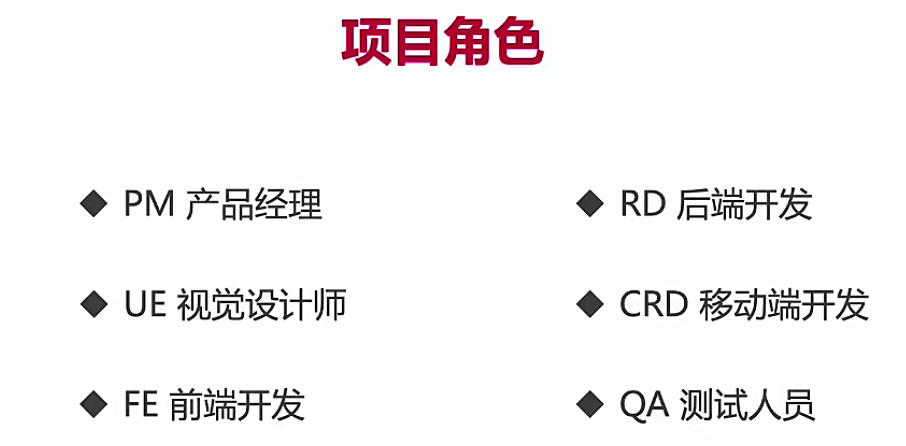 项目角色
◆ PM 产品经理
◆ UE 视觉设计师
◆ FE 前端开发
◆ RD 后端开发
◆ CRD 移动端开发
◆ QA 测试人员